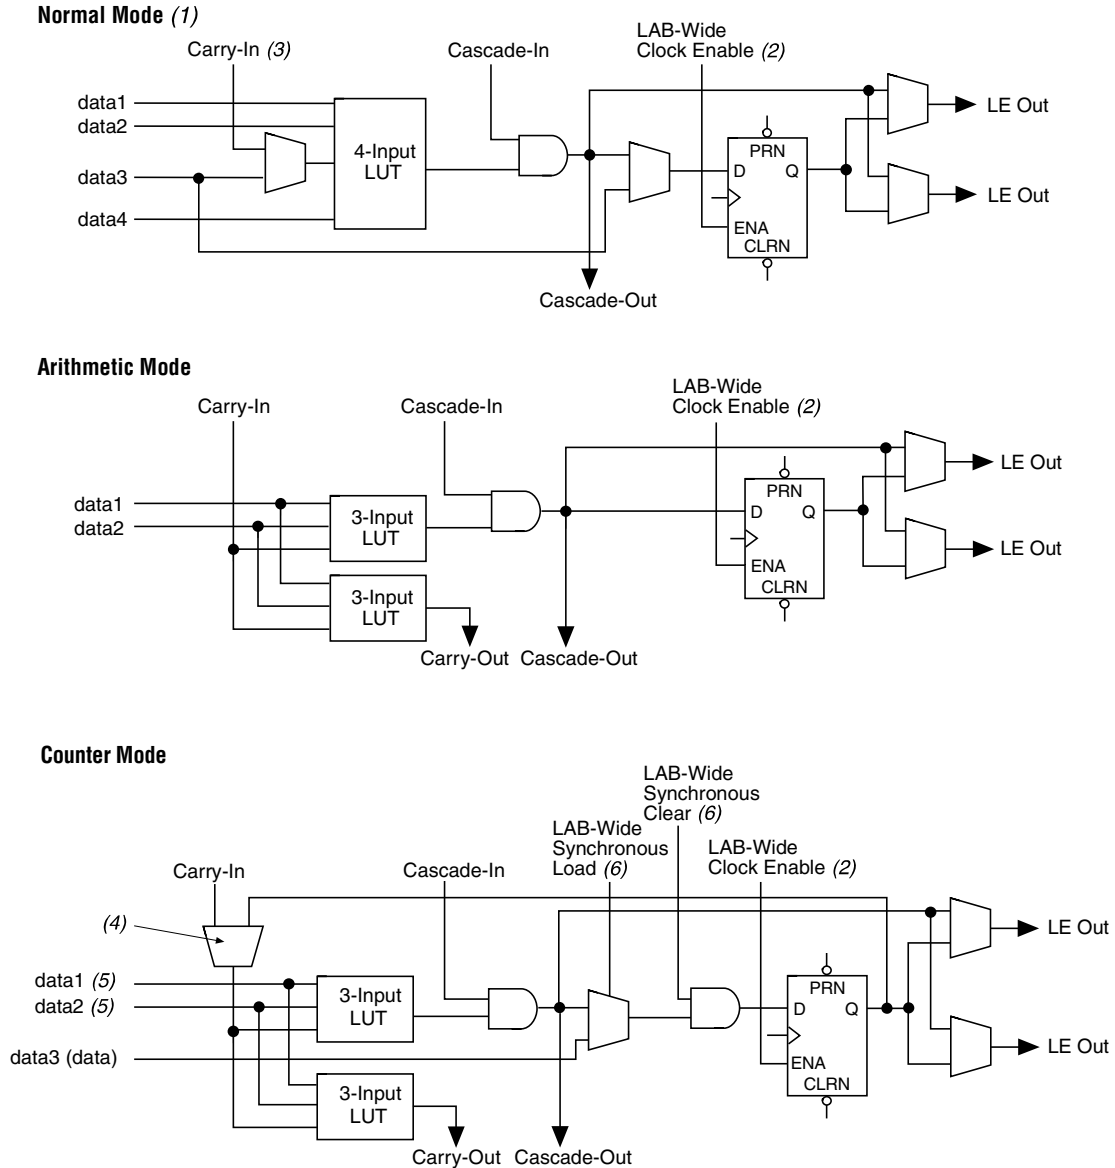 Normal Mode (1)
Carry-In (3)
Cascade-In
LAB-Wide
Clock Enable (2)
data1
data2
data3
data4
4-Input
LUT
PRN
D
Q
ENA
CLRN
LE Out
LE Out
Cascade-Out
Arithmetic Mode
Carry-In
Cascade-In
LAB-Wide
Clock Enable (2)
data1
data2
3-Input
LUT
3-Input
LUT
PRN
D
Q
ENA
CLRN
LE Out
LE Out
Carry-Out
Cascade-Out
Counter Mode
Carry-In
(4)
Cascade-In
LAB-Wide
Synchronous
Load (6)
LAB-Wide
Synchronous
Clear (6)
LAB-Wide
Clock Enable (2)
data1 (5)
data2 (5)
data3 (data)
3-Input
LUT
3-Input
LUT
PRN
D
Q
ENA
CLRN
LE Out
LE Out
Carry-Out
Cascade-Out